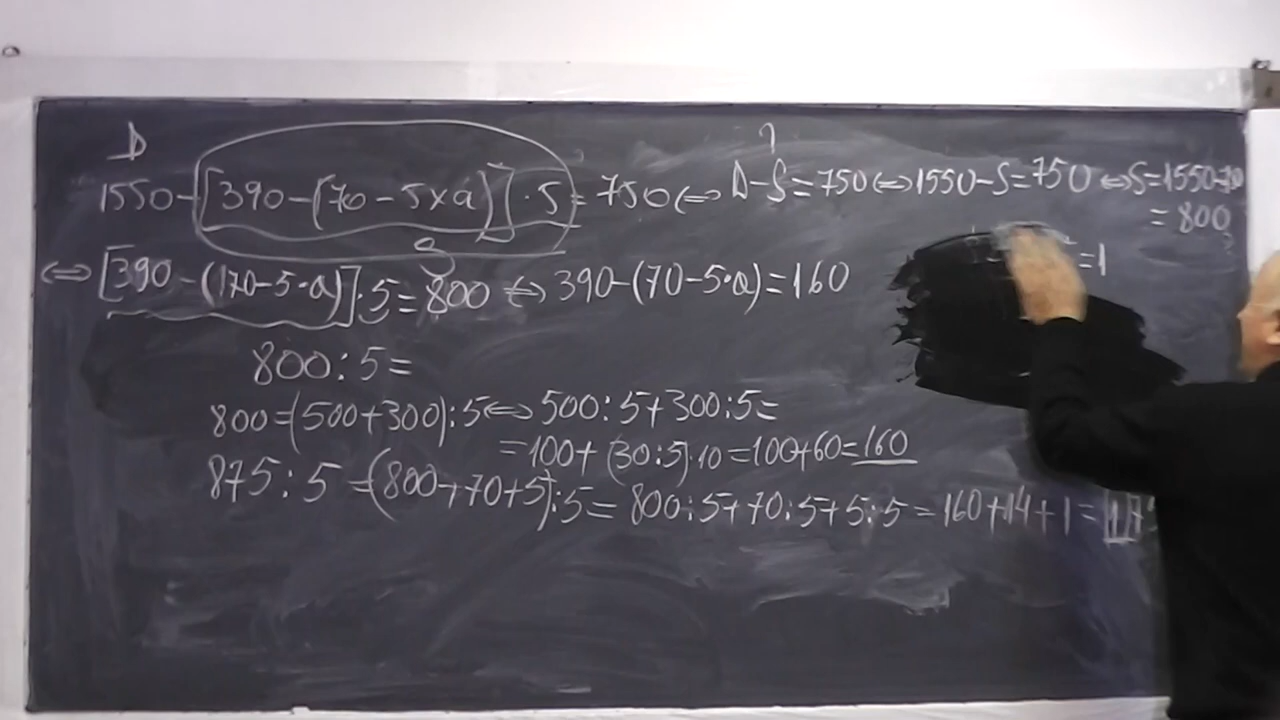 D ?
1550-[390-(70-5xa)]·5=750⇔ D-S=750⇔1550-S=750 ⇔S=1550-750
=800
=1
⇔[390-(170-5·a)]·5=800 ⇔ 390-(70-5·a)=160
800:5=
800=(500+300):5⇔500:5+300:5=
=100+(30:5)·10=100+60=160
875:5=(800+70+5):5=800:5+70:5+5:5=160+14+1=